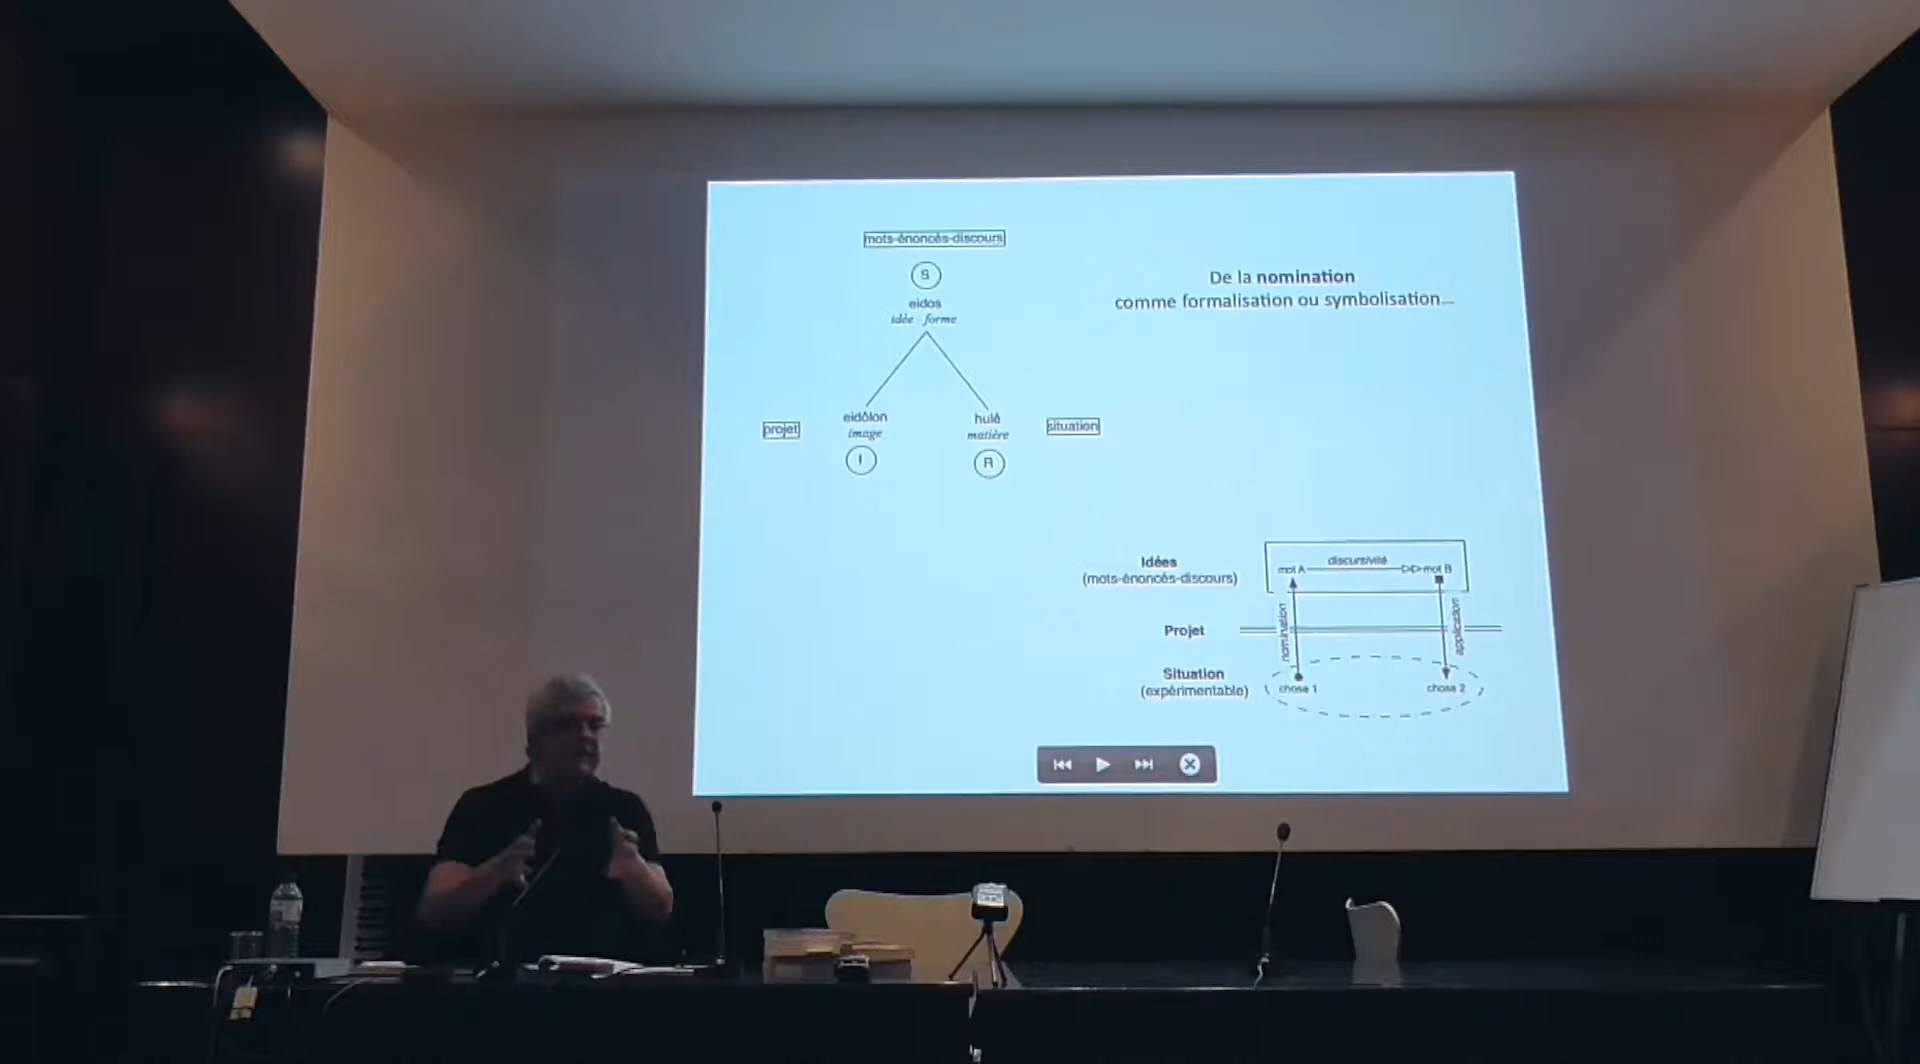 mots-énoncés-discours
S
eidos
idée - forme
De la nomination
comme formalisation ou symbolisation...
projet
eidôlon
image
I
hulê
matière
R
situation
Idées
(mots-énoncés-discours)
mot A
discursivité
mot B
nomination
application
Projet
Situation
(expérimentable)
chose 1
chose 2